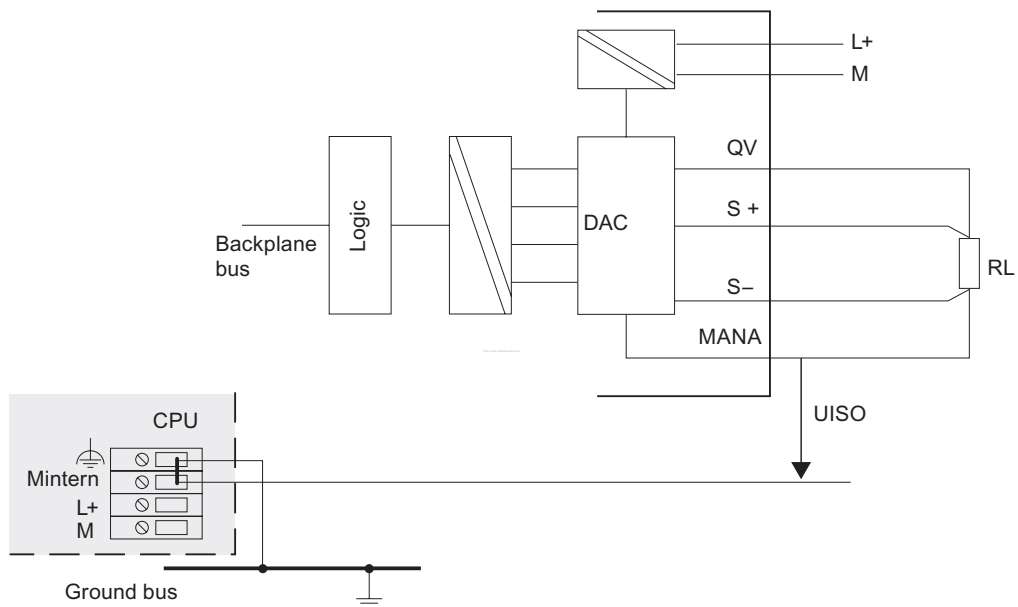 L+
M
QV
S +
DAC
Logic
Backplane
bus
RL
S–
MANA
UISO
CPU
Mintern
L+
M
Ground bus